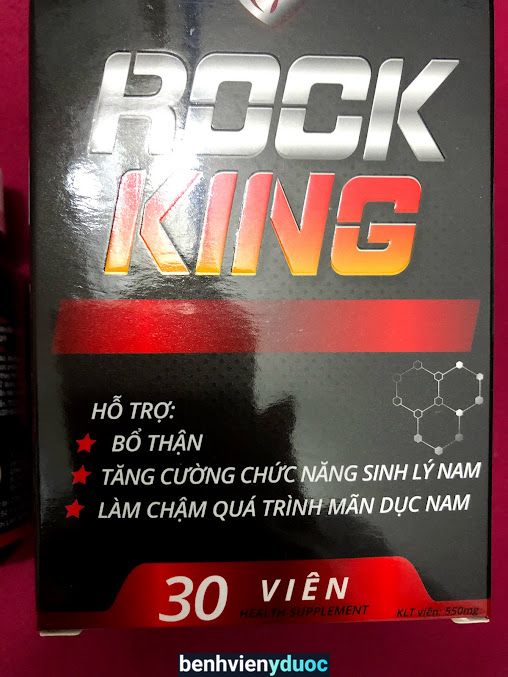 ROCK
KING
HỖ TRỢ:
BỔ THẬN
TĂNG CƯỜNG CHỨC NĂNG SINH LÝ NAM
LÀM CHẬM QUÁ TRÌNH MÃN DỤC NAM
30 VIÊN
HEALTH SUPPLEMENT
KLT viên: 550mg
benhvienyduoc